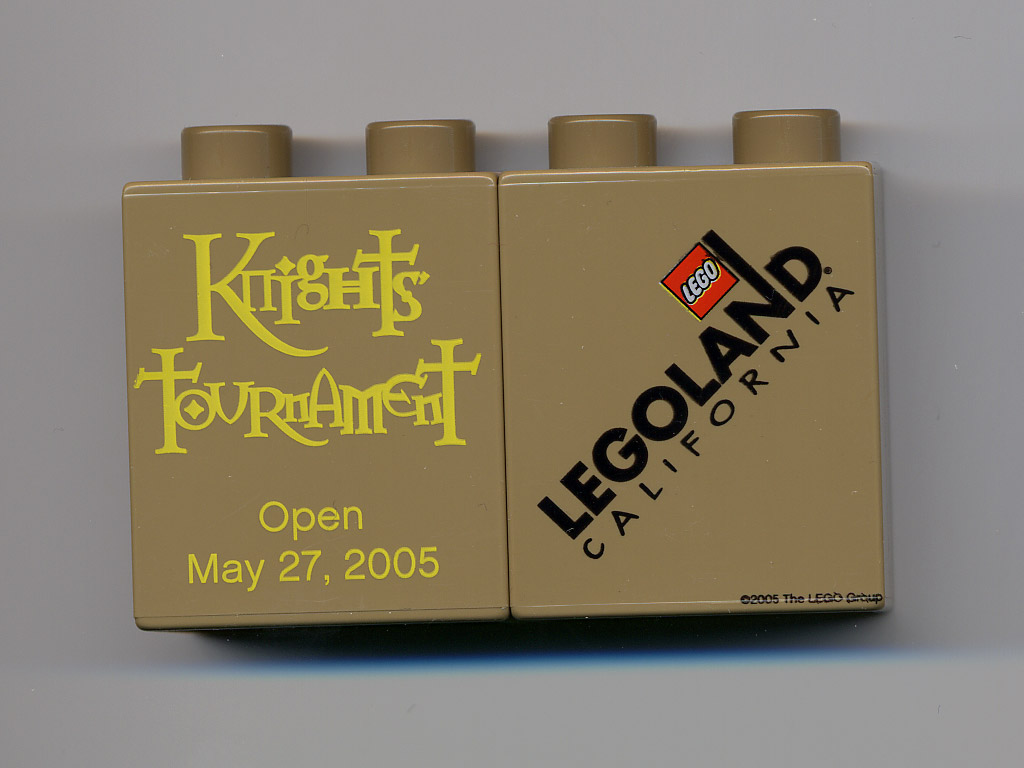 Knights'
Tournament
Open
May 27, 2005
LEGO
LEGOLAND®
CALIFORNIA
©2005 The LEGO Group